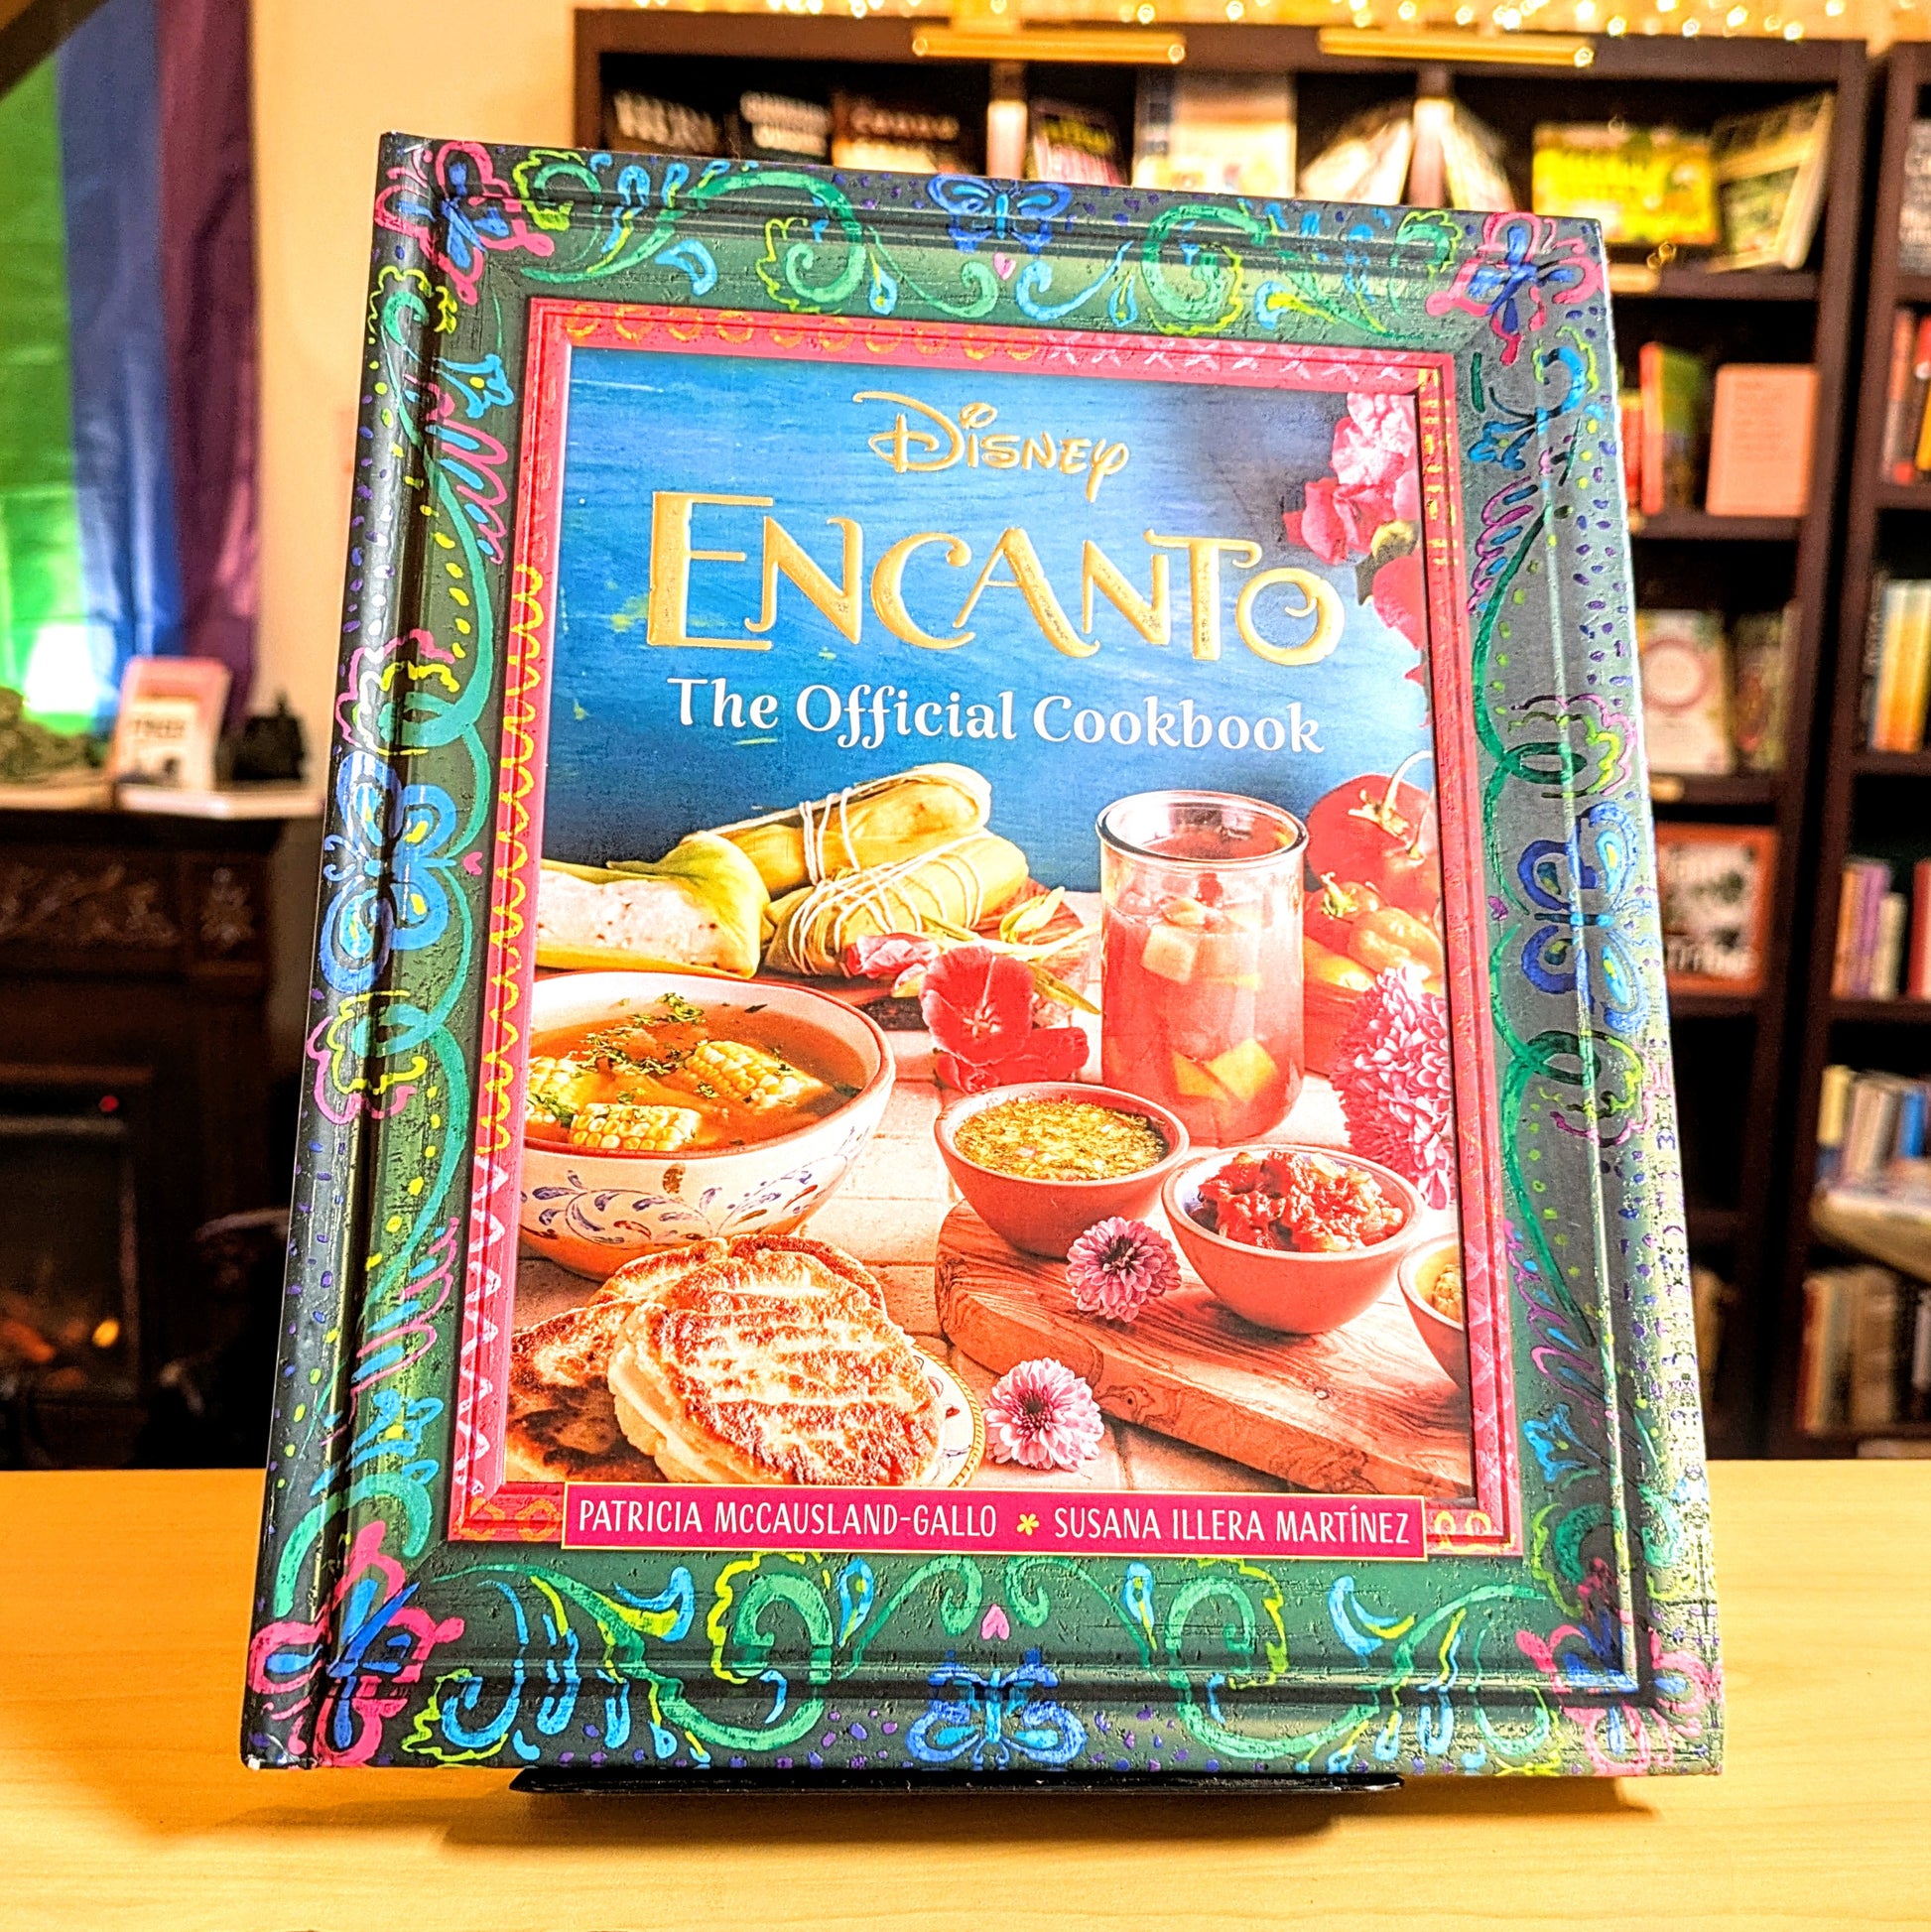 DISNEY
ENCANTO
The Official Cookbook
PATRICIA McCAUSLAND-GALLO * SUSANA ILLERA MARTÍNEZ